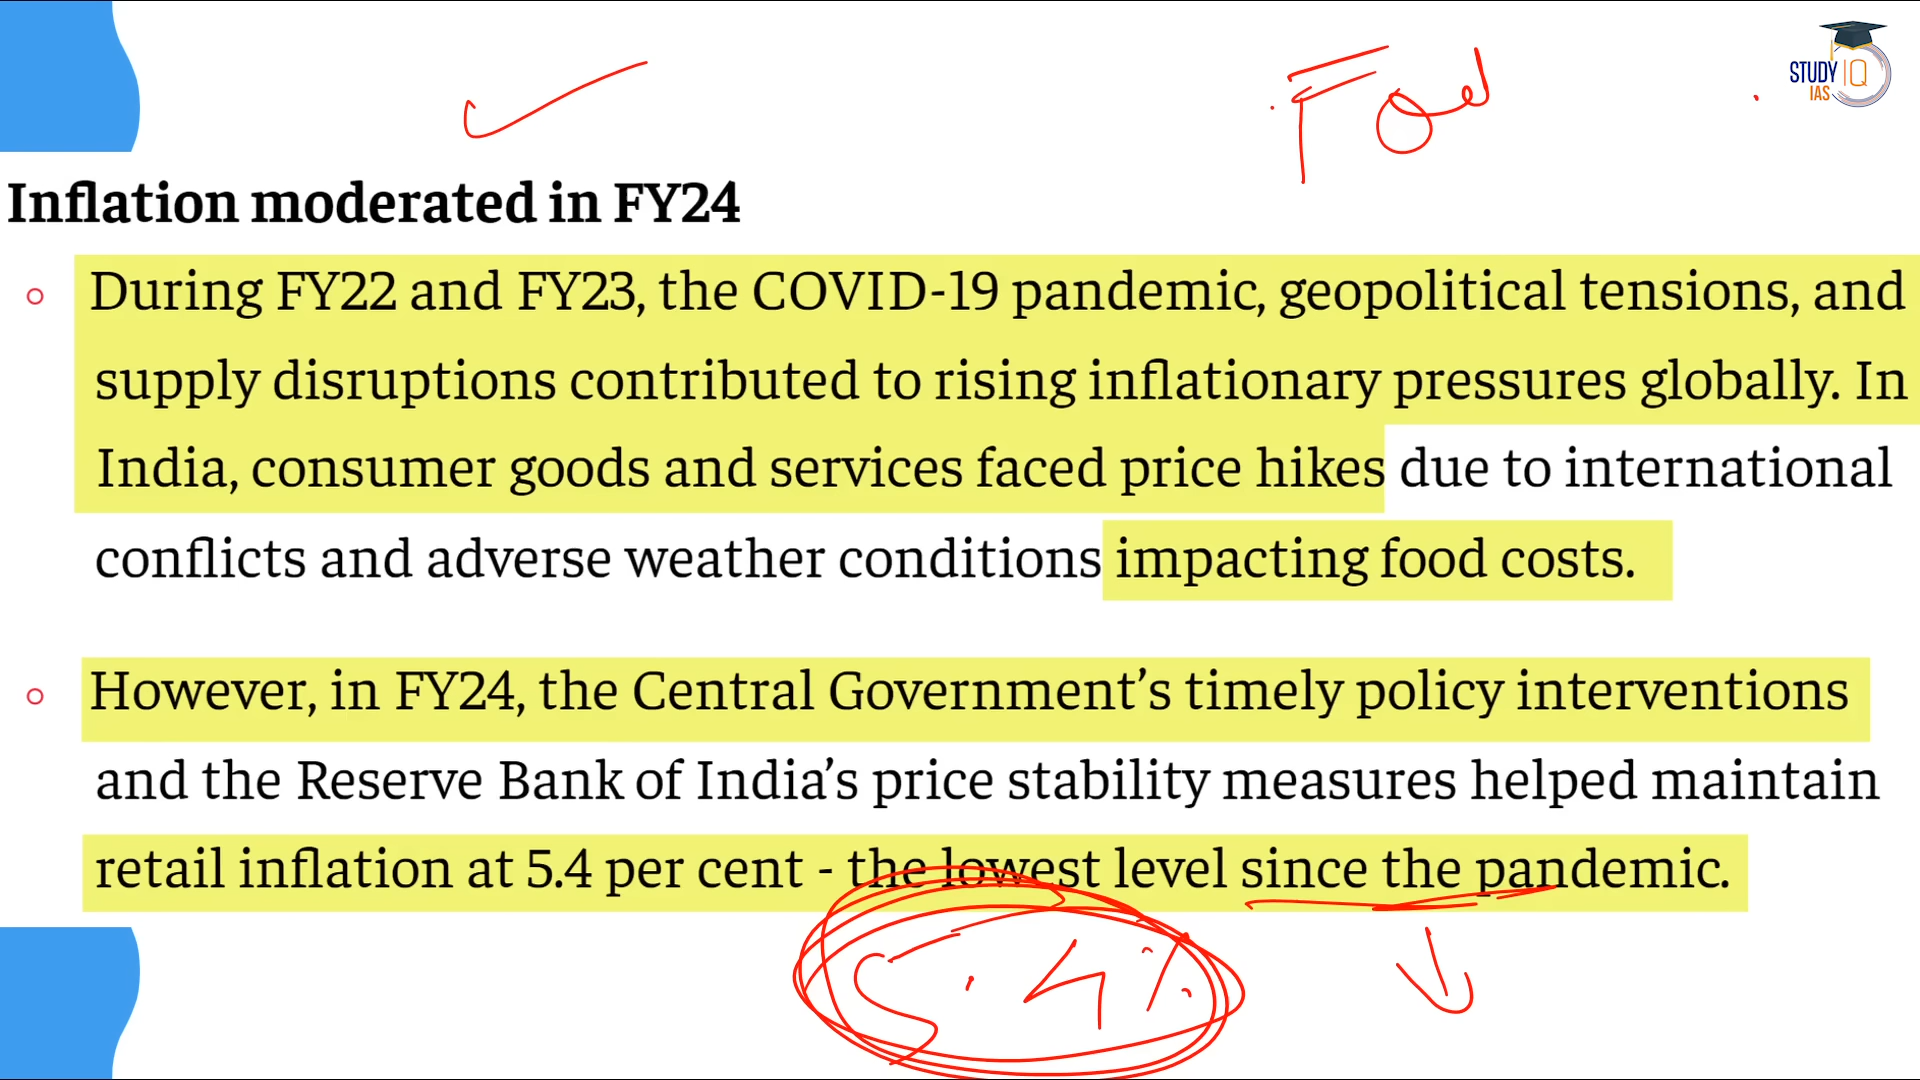 Food
STUDY IQ
IAS
Inflation moderated in FY24
During FY22 and FY23, the COVID-19 pandemic, geopolitical tensions, and
supply disruptions contributed to rising inflationary pressures globally. In
India, consumer goods and services faced price hikes due to international
conflicts and adverse weather conditions impacting food costs.
However, in FY24, the Central Government’s timely policy interventions
and the Reserve Bank of India’s price stability measures helped maintain
retail inflation at 5.4 per cent - the lowest level since the pandemic.
5.4%